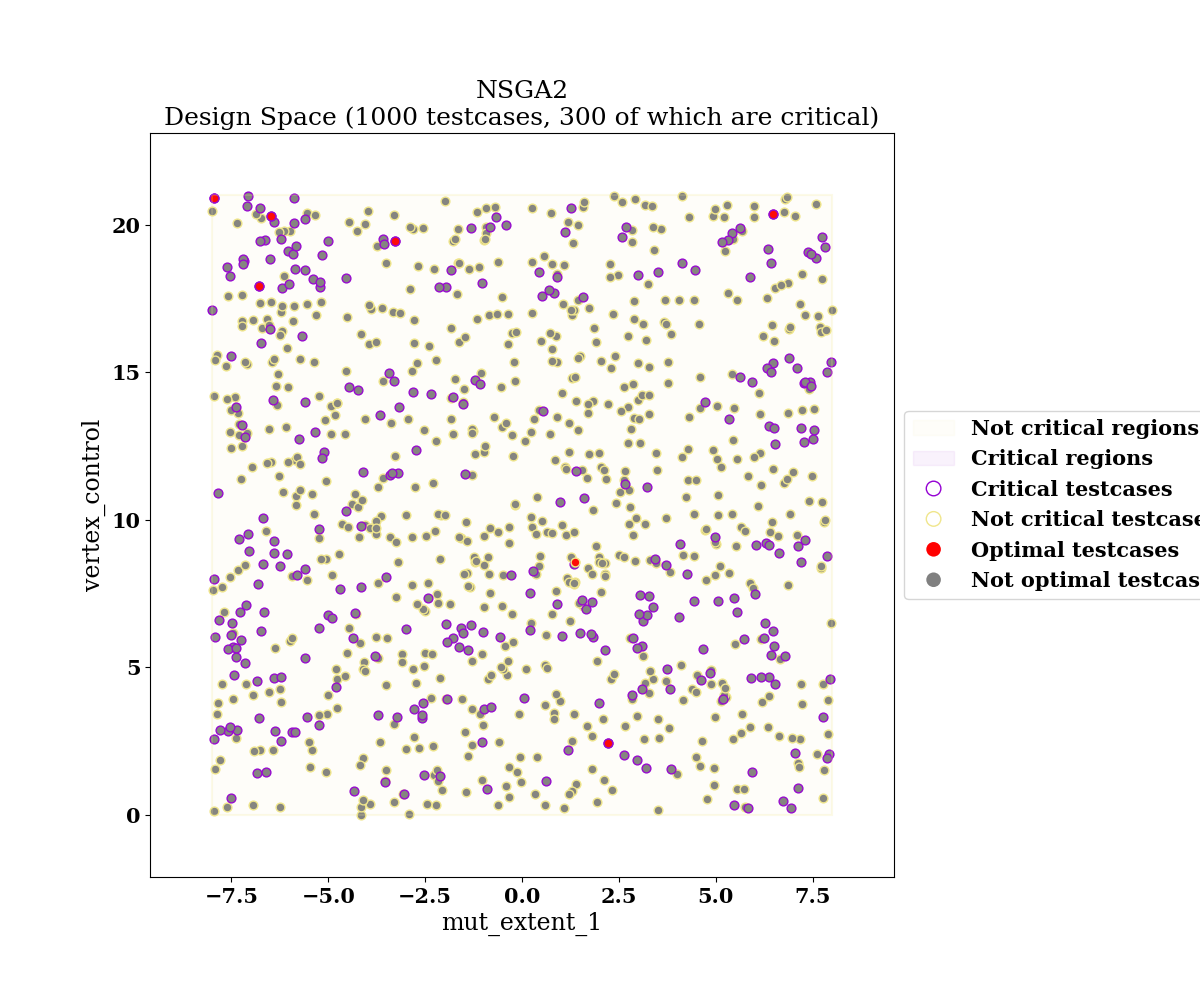 NSGA2
Design Space (1000 testcases, 300 of which are critical)
20
15
10
5
0
vertex_control
−7.5 −5.0 −2.5 0.0 2.5 5.0 7.5
mut_extent_1
Not critical regions
Critical regions
Critical testcases
Not critical testcase
Optimal testcases
Not optimal testcas